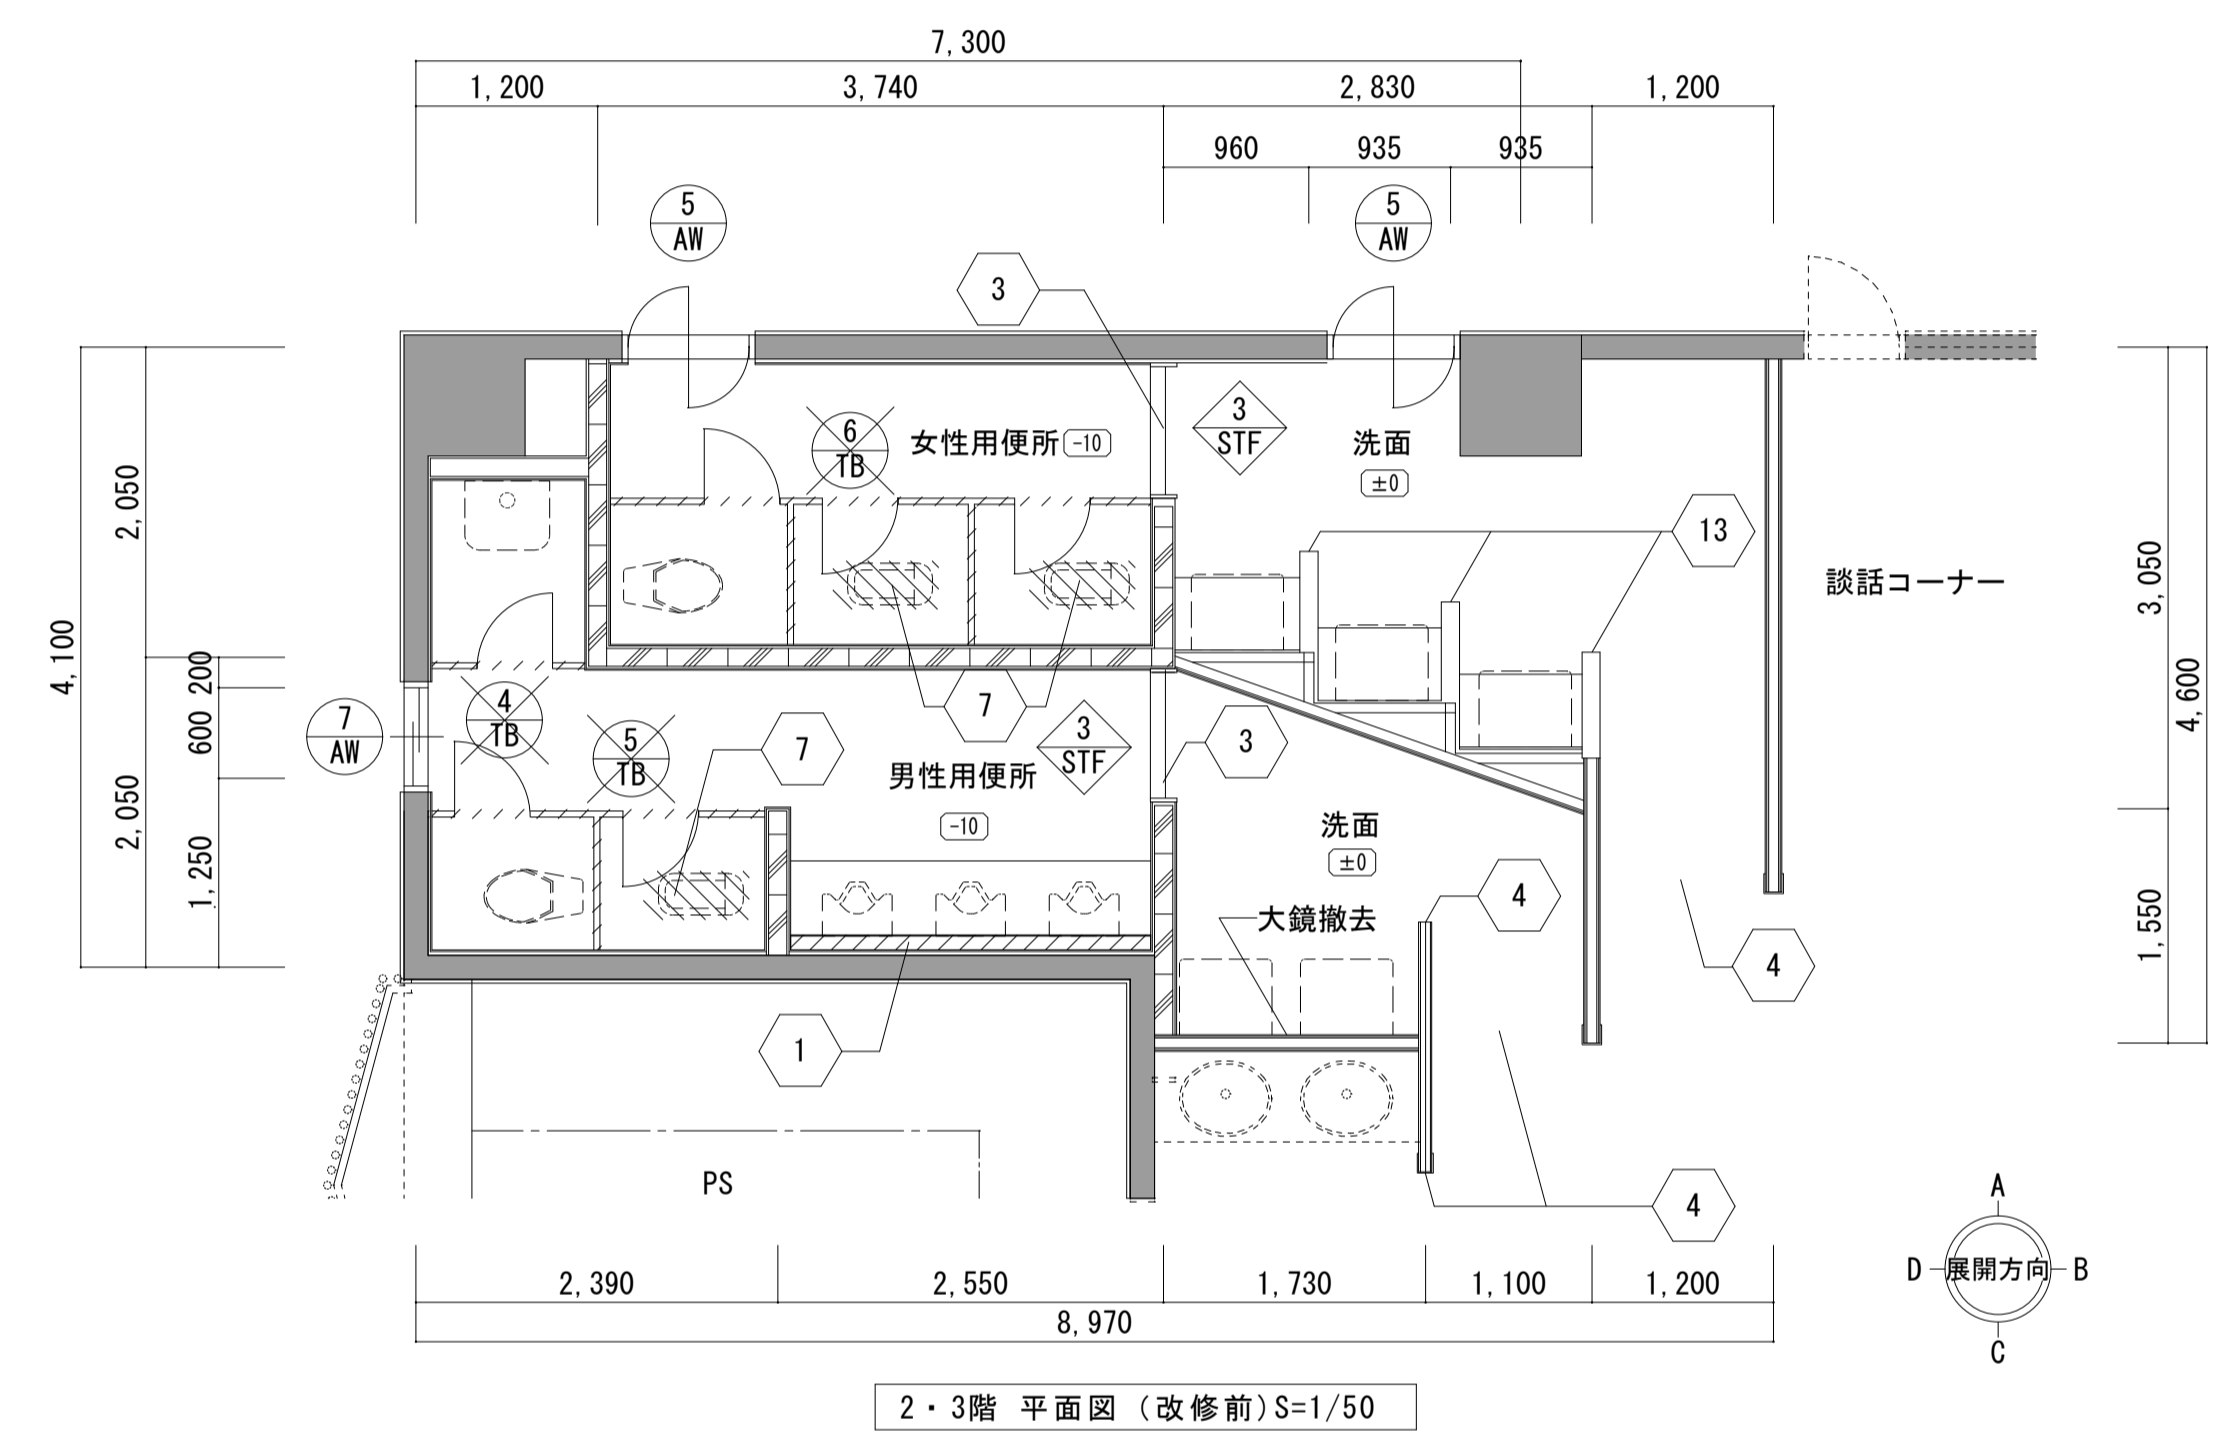 7,300
1,200 3,740 2,830 1,200
960 935 935
5
AW
5
AW
3
3
STF
6
TB
女性用便所 -10
洗面
±0
13
談話コーナー
2,050
4,100
200
600
2,050
1,250
3,050
4,600
1,550
7
AW
4
TB
5
TB
7
7
3
STF
3
男性用便所
-10
洗面
±0
大鏡撤去
4
4
1
4
PS
A
D 展開方向 B
C
2,390 2,550 1,730 1,100 1,200
8,970
2・3階 平面図 (改修前)S=1/50